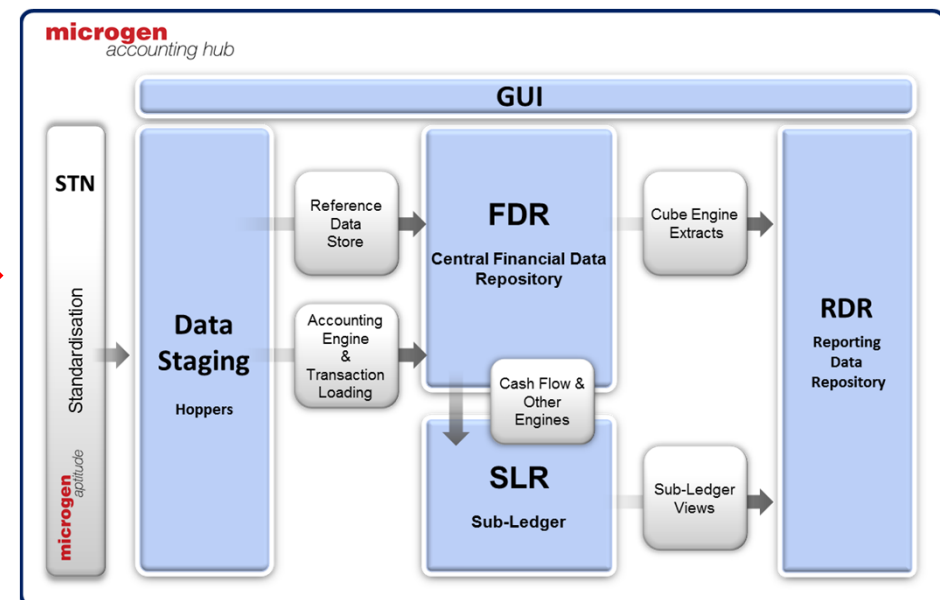 microgen
accounting hub
GUI
STN
Standardisation
microgen
aptitude
Data
Staging
Hoppers
Reference
Data
Store
Accounting
Engine
&
Transaction
Loading
FDR
Central Financial Data
Repository
Cash Flow &
Other
Engines
SLR
Sub-Ledger
Cube Engine
Extracts
Sub-Ledger
Views
RDR
Reporting
Data
Repository